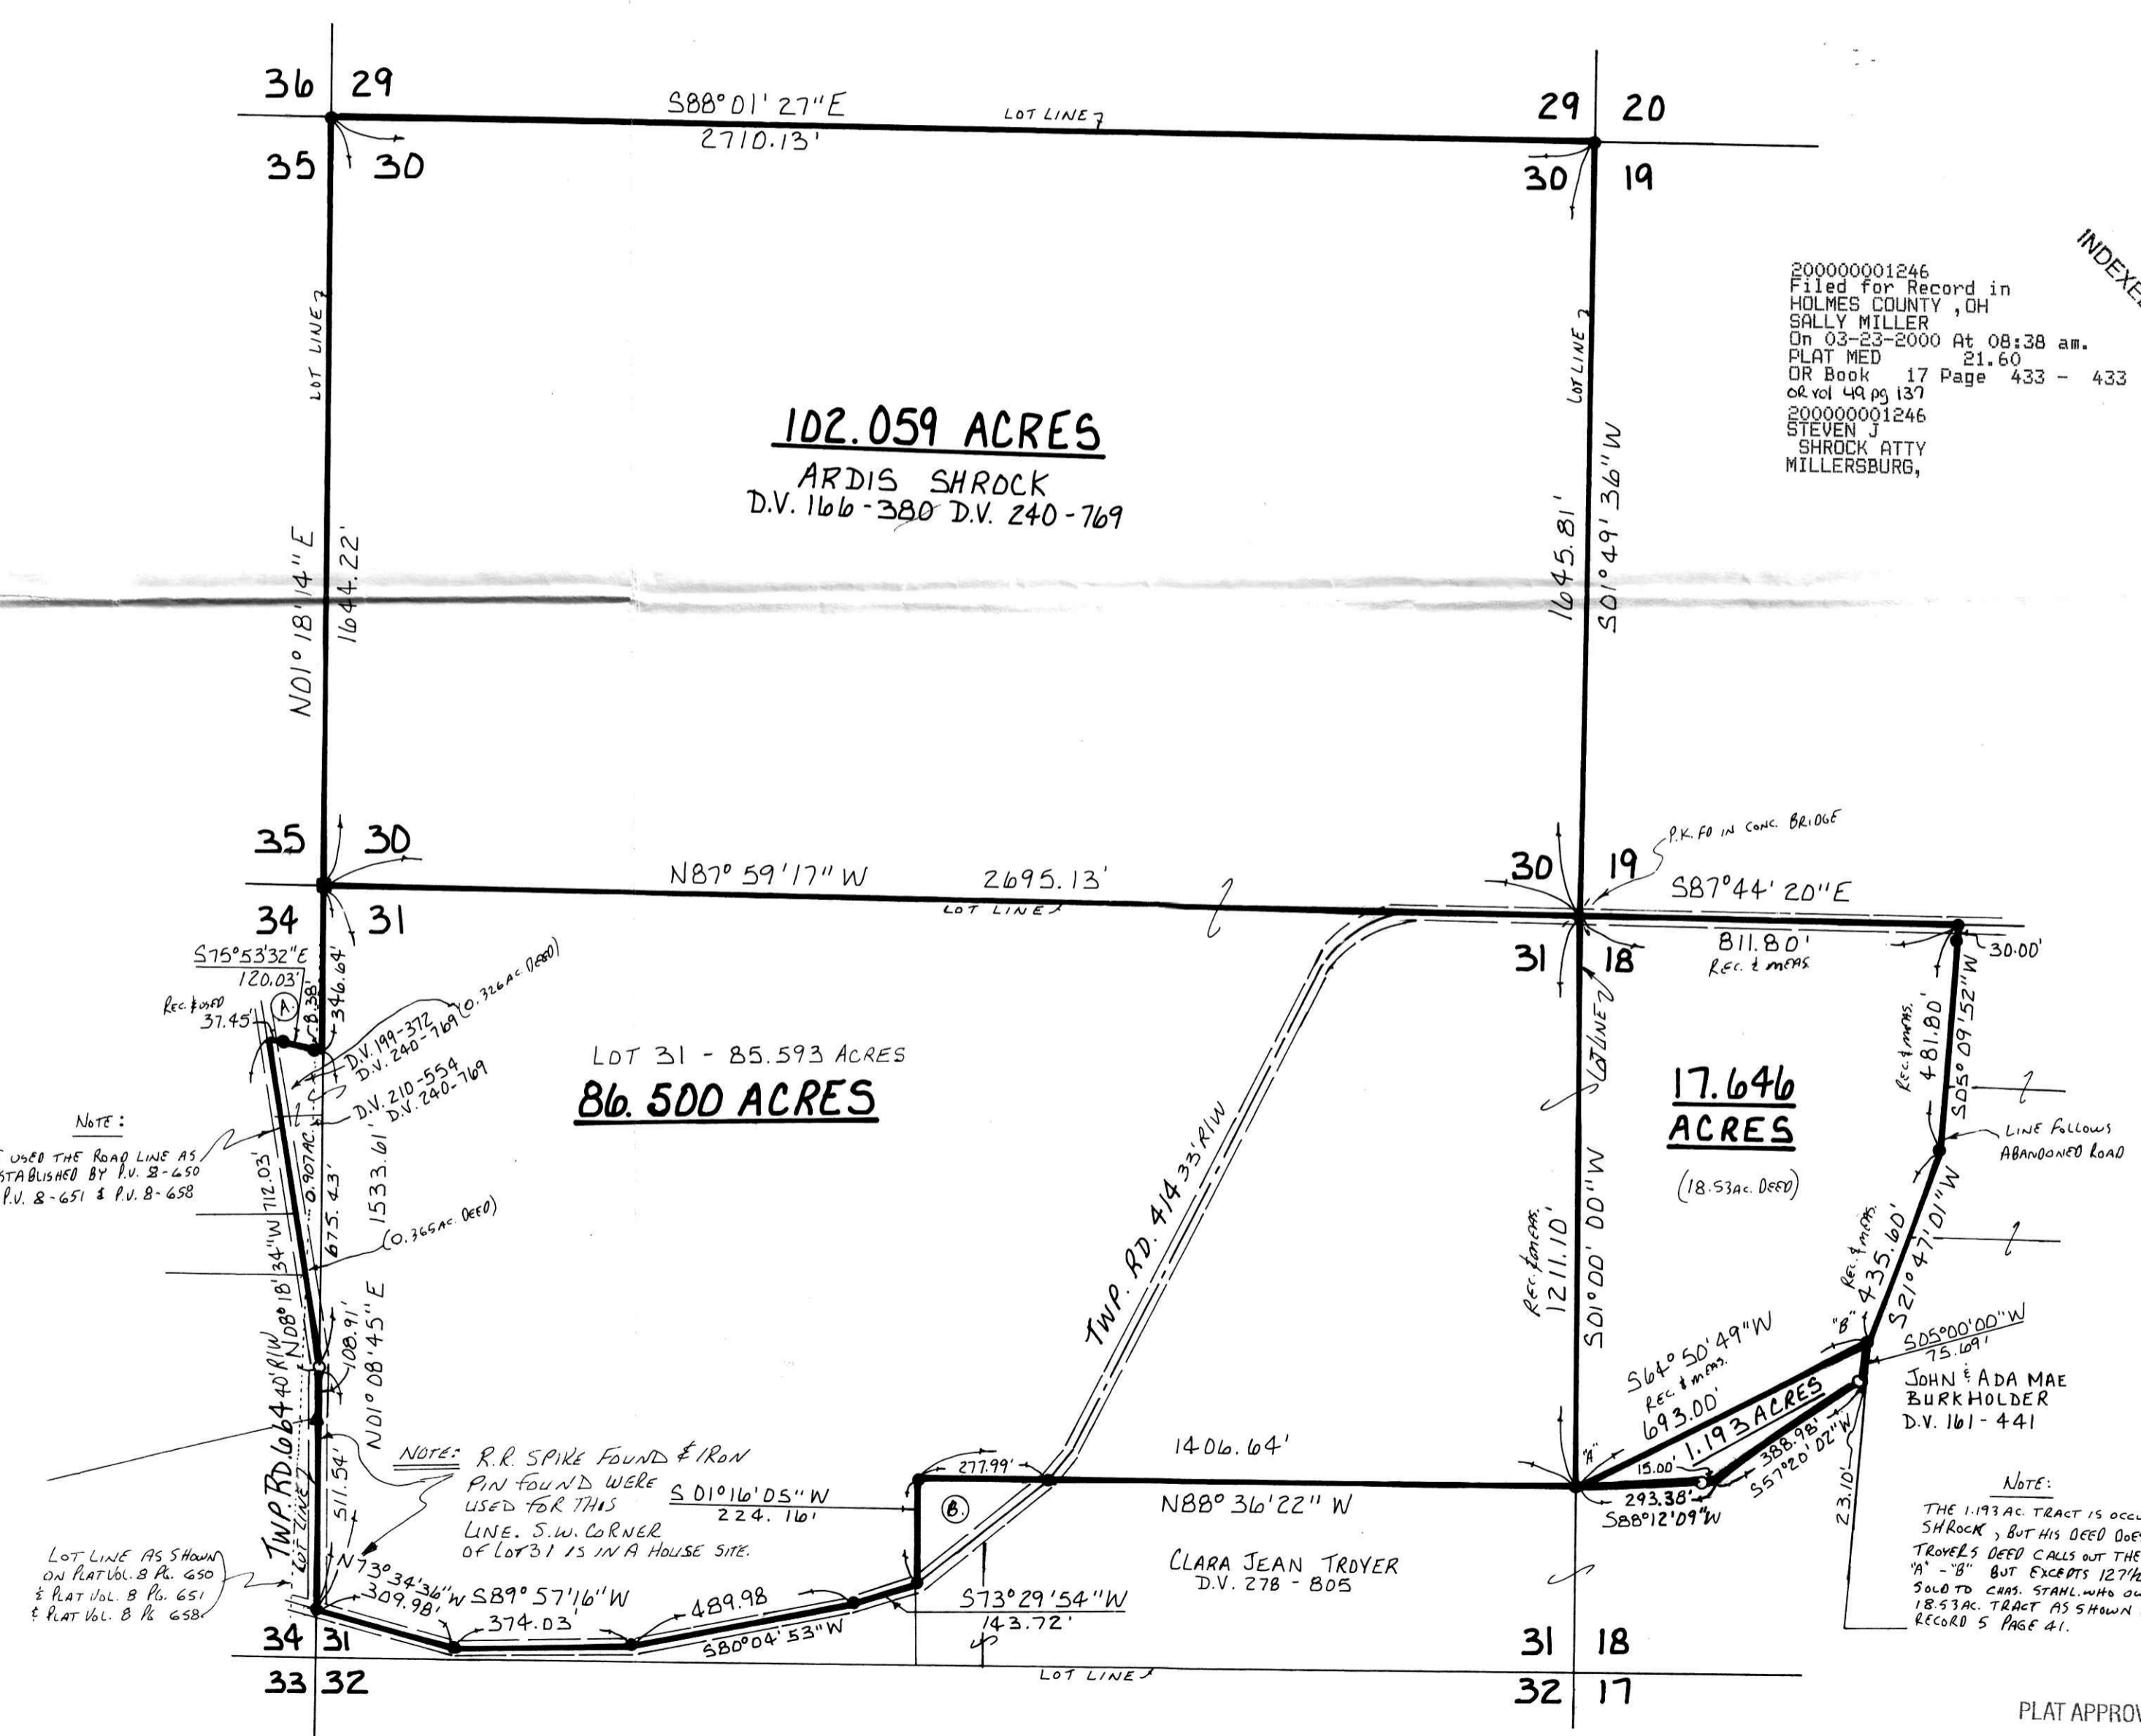 36 29
35 30
S88°01'27"E
2710.13'
LOT LINE
29 20
30 19
INDEXE
200000001246
Filed for Record in
HOLMES COUNTY ,OH
SALLY MILLER
On 03-23-2000 At 08:38 am.
PLAT MED 21.60
OR Book 17 Page 433 - 433
OR vol 49 pg 137
200000001246
STEVEN J
SHROCK ATTY
MILLERSBURG,
LOT LINE
N01°18'14"E
1644.22'
102.059 ACRES
ARDIS SHROCK
D.V. 166-380 D.V. 240-769
LOT LINE
1645.81'
S01°49'36"W
35 30
34 31
N87°59'17"W 2695.13'
LOT LINE
30 19
31 18
P.K. FD IN CONC. BRIDGE
S87°44'20"E
811.80'
REC. & MEAS.
30.00'
S75°53'32"E
120.03'
REC. & USED
37.45'
A.
8.38'
346.64'
(0.326 AC. DEED)
D.V. 199-372
D.V. 240-769
D.V. 210-554
D.V. 240-769
LOT 31 - 85.593 ACRES
86.500 ACRES
NOTE:
USED THE ROAD LINE AS
STABLISHED BY P.V. 8-650
P.V. 8-651 & P.V. 8-658
N08°18'34"W 712.03'
0.907 AC.
675.43'
1533.61'
(0.365 AC. DEED)
N01°08'45"E
108.91'
511.54'
TWP. RD. 664 40' R/W
LOT LINE
TWP. RD. 414 33' R/W
LOT LINE
REC. & MEAS.
1211.10'
S01°00'00"W
17.646
ACRES
(18.53 AC. DEED)
REC. & MEAS.
481.80'
S05°09'52"W
LINE FOLLOWS
ABANDONED ROAD
REC. & MEAS.
435.60'
S21°47'01"W
S05°00'00"W
75.69'
JOHN & ADA MAE
BURKHOLDER
D.V. 161-441
"B"
S64°50'49"W
REC. & MEAS.
693.00'
1.193 ACRES
"A"
15.00'
388.98'
S57°20'02"W
293.38'
S88°12'09"W
23.10'
NOTE:
THE 1.193 AC. TRACT IS OCCU
SHROCK, BUT HIS DEED DOES
TROYERS DEED CALLS OUT THE
"A" - "B" BUT EXCEPTS 127½
SOLD TO CHAS. STAHL. WHO OW
18.53 AC. TRACT AS SHOWN
RECORD 5 PAGE 41.
NOTE: R.R. SPIKE FOUND & IRON
PIN FOUND WERE
USED FOR THIS
LINE. S.W. CORNER
OF LOT 31 IS IN A HOUSE SITE.
S 01°16'05"W
224.16'
277.99'
B.
1406.64'
N88°36'22"W
CLARA JEAN TROYER
D.V. 278-805
LOT LINE AS SHOWN
ON PLAT VOL. 8 PG. 650
& PLAT VOL. 8 PG. 651
& PLAT VOL. 8 PG 658
N73°34'36"W
309.98'
S89°57'16"W
374.03'
489.98
S80°04'53"W
S73°29'54"W
143.72'
LOT LINE
34 31
33 32
31 18
32 17
PLAT APPROV